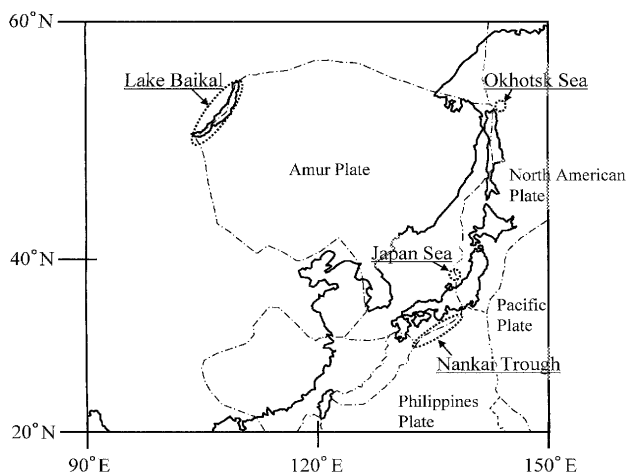 60°N
Lake Baikal
Okhotsk Sea
Amur Plate
North American
Plate
40°N
Japan Sea
Pacific
Plate
Nankai Trough
Philippines
Plate
20°N
90°E
120°E
150°E